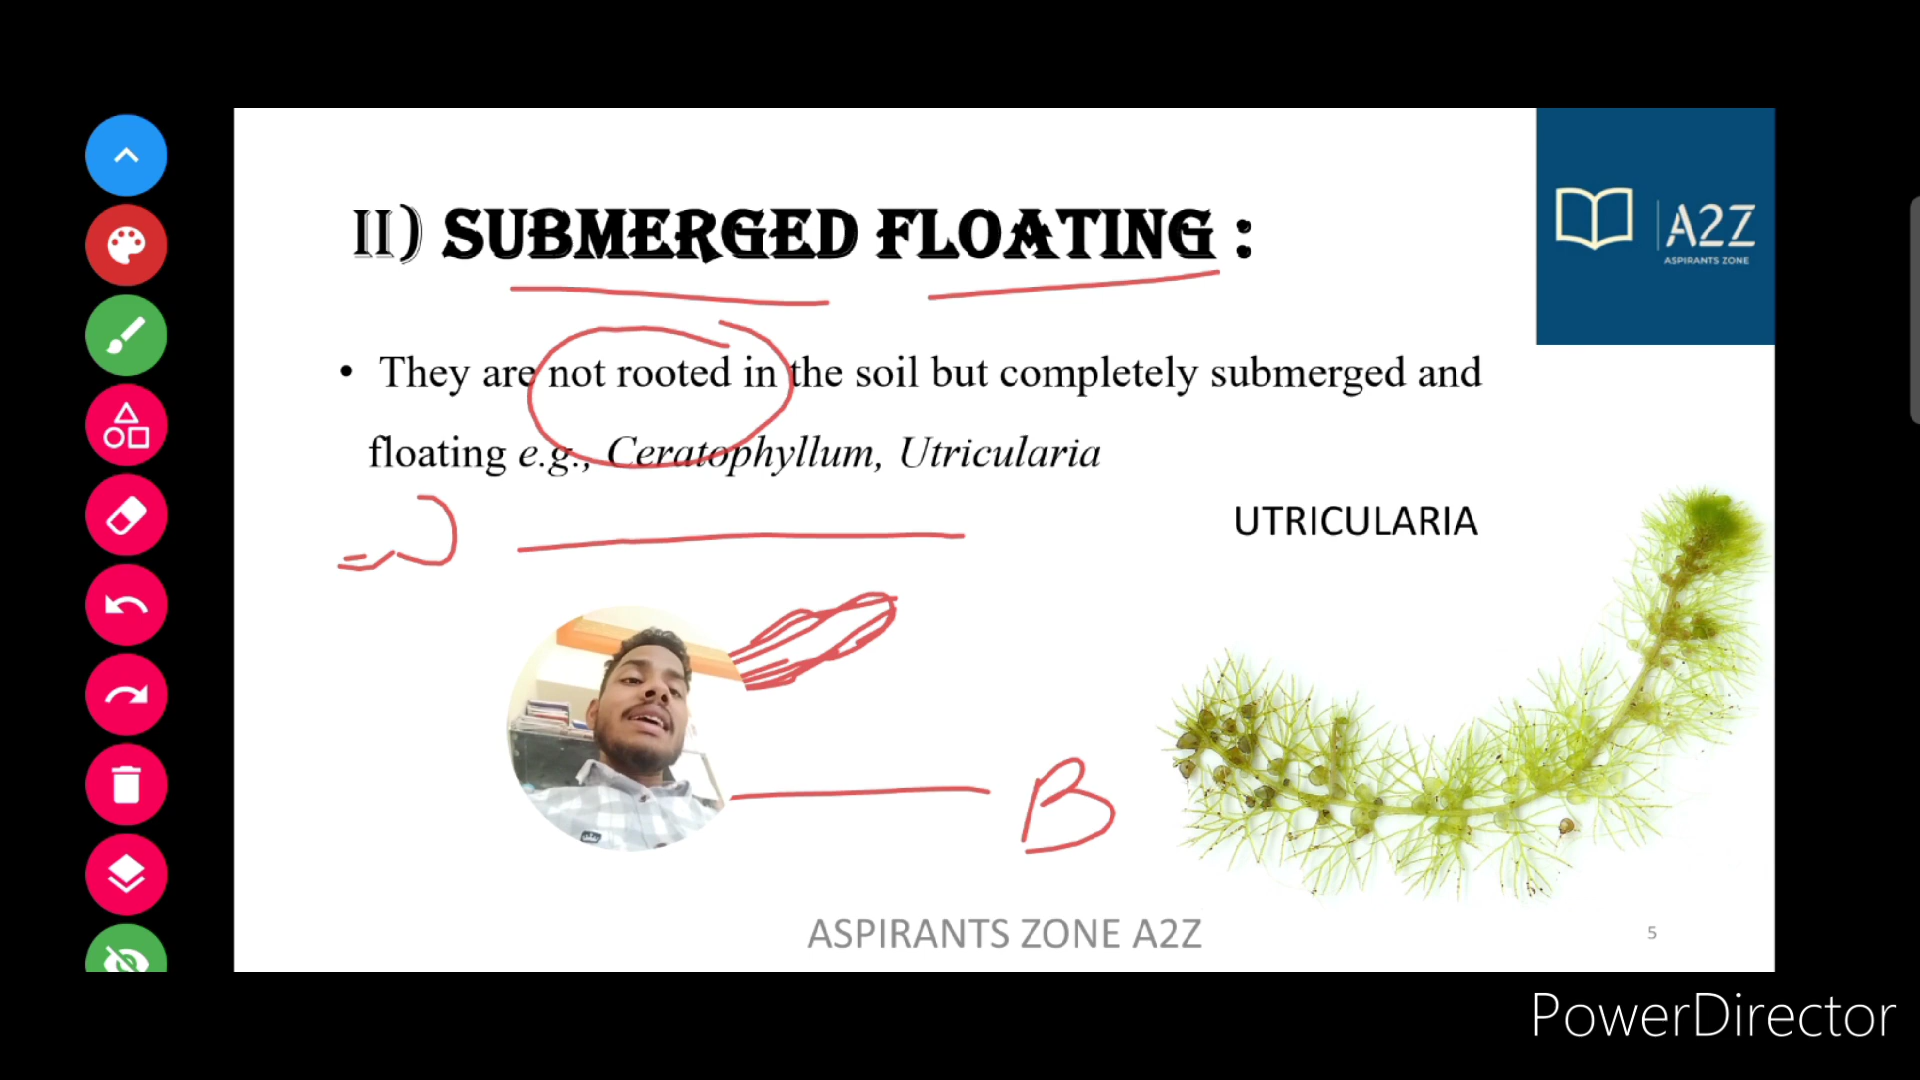 II) SUBMERGED FLOATING :
A2Z
ASPIRANTS ZONE
• They are not rooted in the soil but completely submerged and
floating e.g., Ceratophyllum, Utricularia
UTRICULARIA
B
ASPIRANTS ZONE A2Z
5
PowerDirector